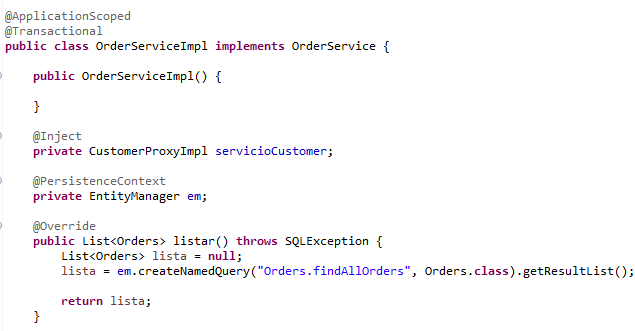 @ApplicationScoped
@Transactional
public class OrderServiceImpl implements OrderService {
public OrderServiceImpl() {
}
@Inject
private CustomerProxyImpl servicioCustomer;
@PersistenceContext
private EntityManager em;
@Override
public List<Orders> listar() throws SQLException {
List<Orders> lista = null;
lista = em.createNamedQuery("Orders.findAllOrders", Orders.class).getResultList();
return lista;
}